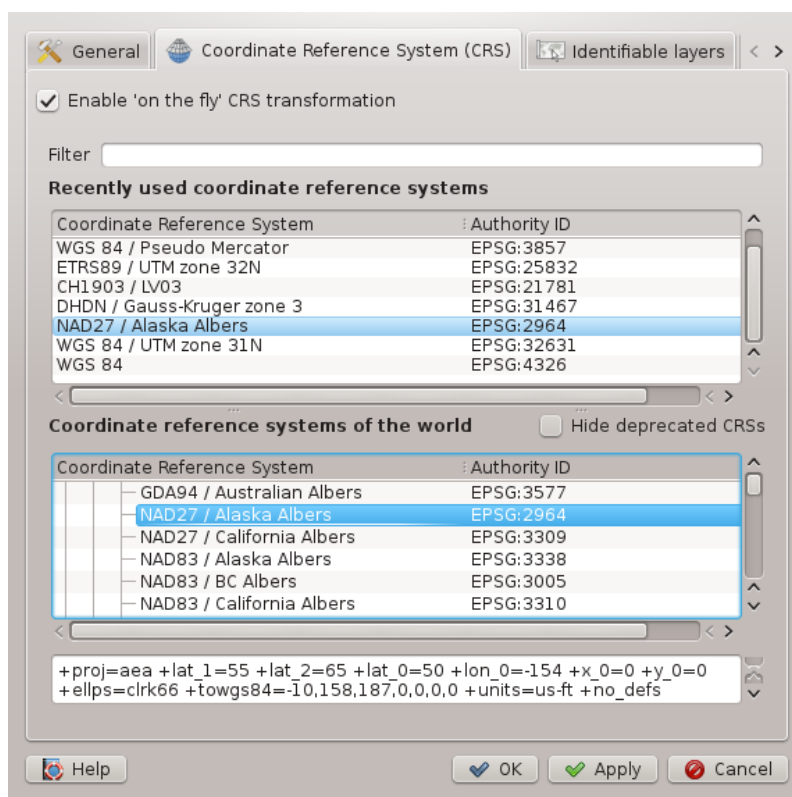 General Coordinate Reference System (CRS) Identifiable layers
Enable 'on the fly' CRS transformation
Filter
Recently used coordinate reference systems
Coordinate Reference System Authority ID
WGS 84 / Pseudo Mercator EPSG:3857
ETRS89 / UTM zone 32N EPSG:25832
CH1903 / LV03 EPSG:21781
DHDN / Gauss-Kruger zone 3 EPSG:31467
NAD27 / Alaska Albers EPSG:2964
WGS 84 / UTM zone 31N EPSG:32631
WGS 84 EPSG:4326
Coordinate reference systems of the world Hide deprecated CRSs
Coordinate Reference System Authority ID
GDA94 / Australian Albers EPSG:3577
NAD27 / Alaska Albers EPSG:2964
NAD27 / California Albers EPSG:3309
NAD83 / Alaska Albers EPSG:3338
NAD83 / BC Albers EPSG:3005
NAD83 / California Albers EPSG:3310
+proj=aea +lat_1=55 +lat_2=65 +lat_0=50 +lon_0=-154 +x_0=0 +y_0=0
+ellps=clrk66 +towgs84=-10,158,187,0,0,0,0 +units=us-ft +no_defs
Help OK Apply Cancel